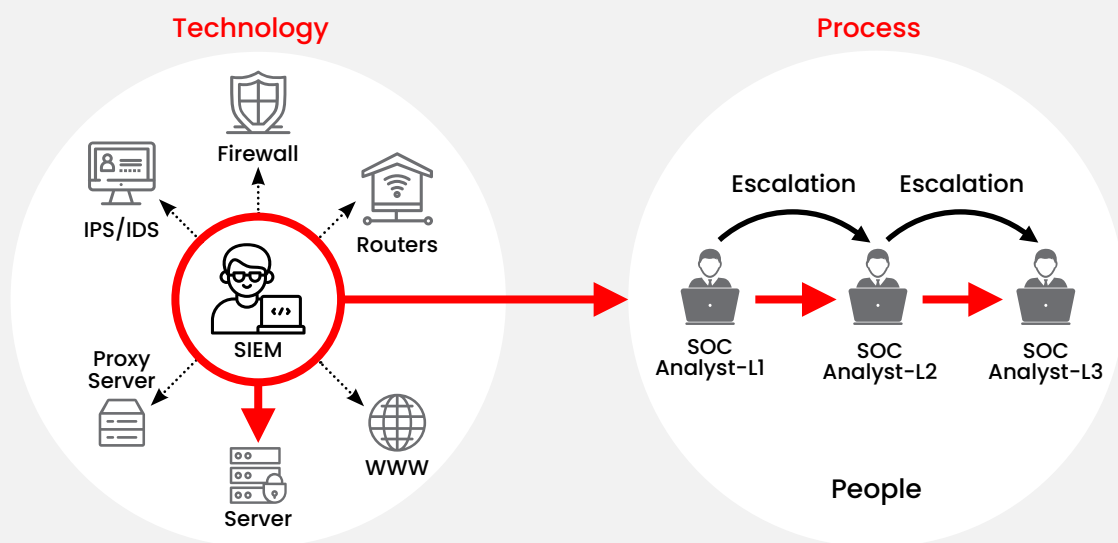 Technology
Process
Firewall
IPS/IDS
Routers
SIEM
Proxy
Server
WWW
Server
Escalation
Escalation
SOC
Analyst-L1
SOC
Analyst-L2
SOC
Analyst-L3
People